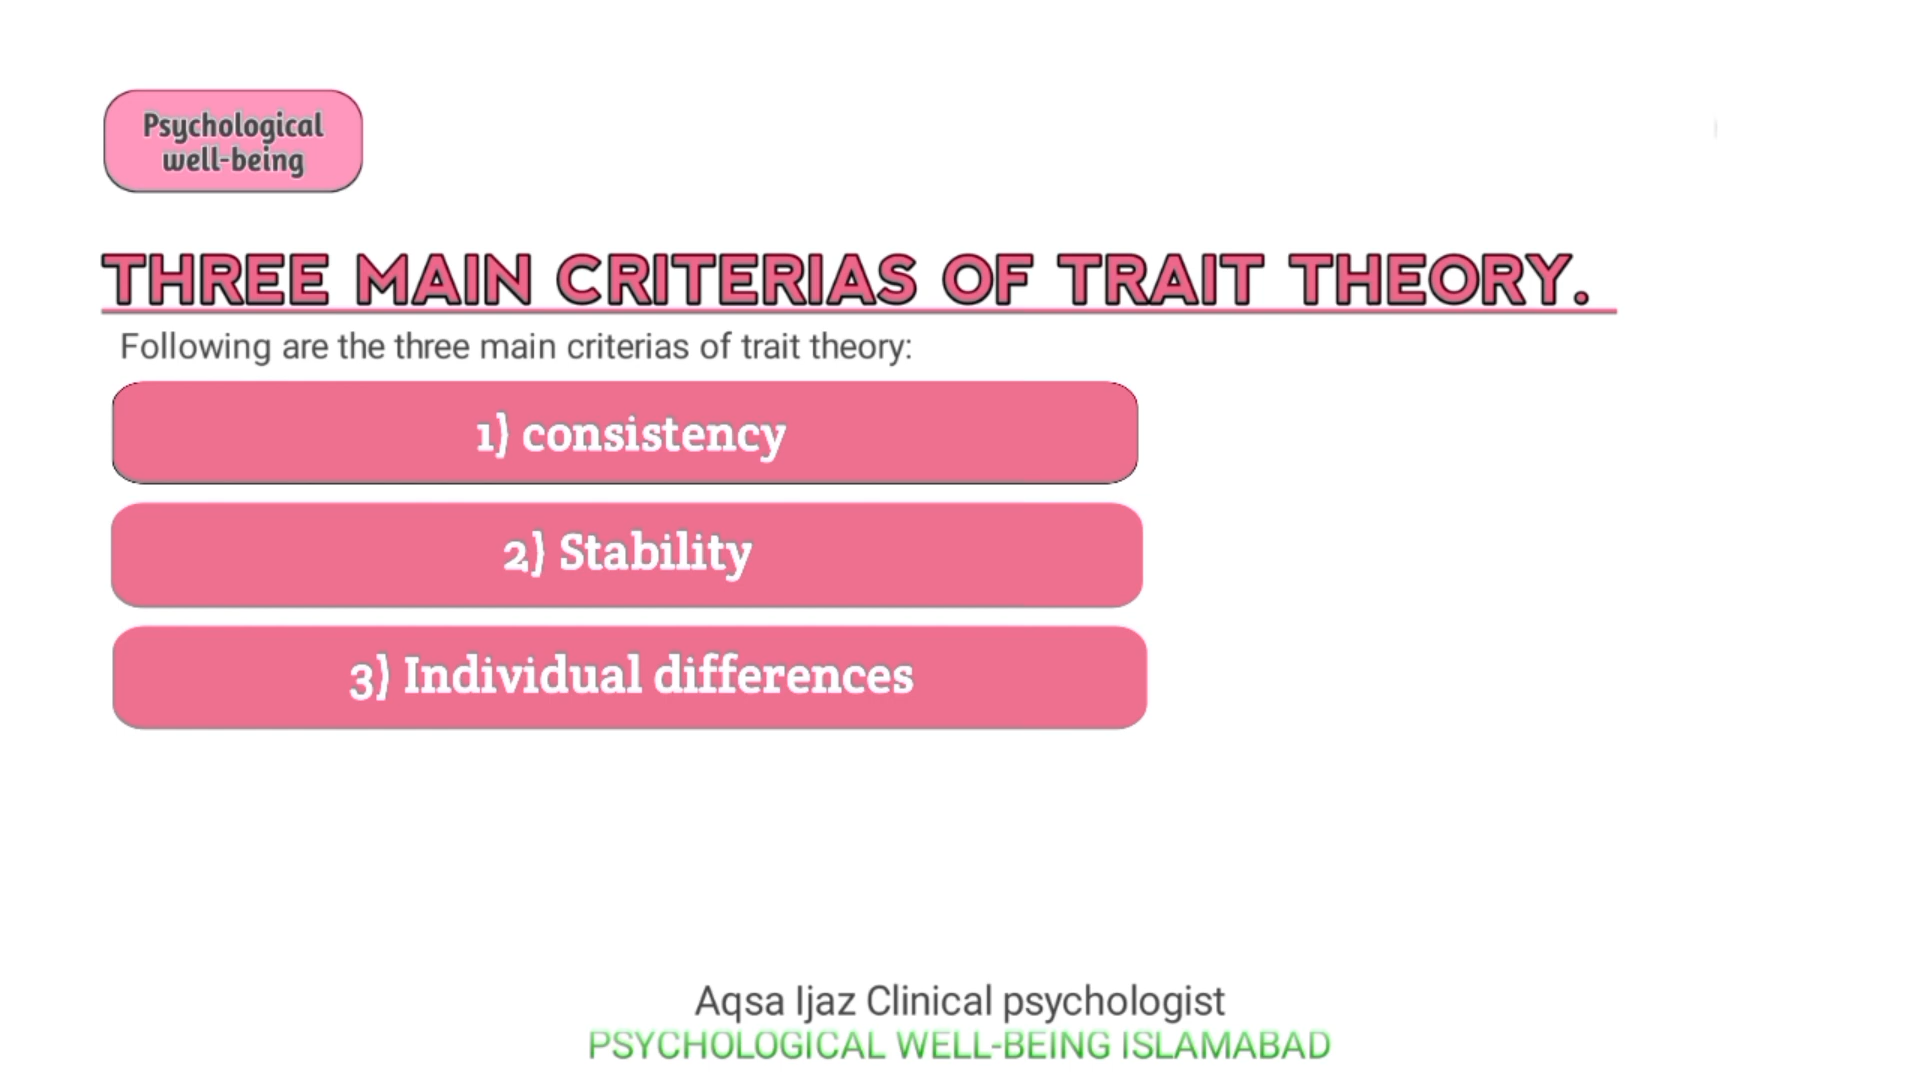 Psychological
well-being
THREE MAIN CRITERIAS OF TRAIT THEORY.
Following are the three main criterias of trait theory:
1) consistency
2) Stability
3) Individual differences
Aqsa Ijaz Clinical psychologist
PSYCHOLOGICAL WELL-BEING ISLAMABAD